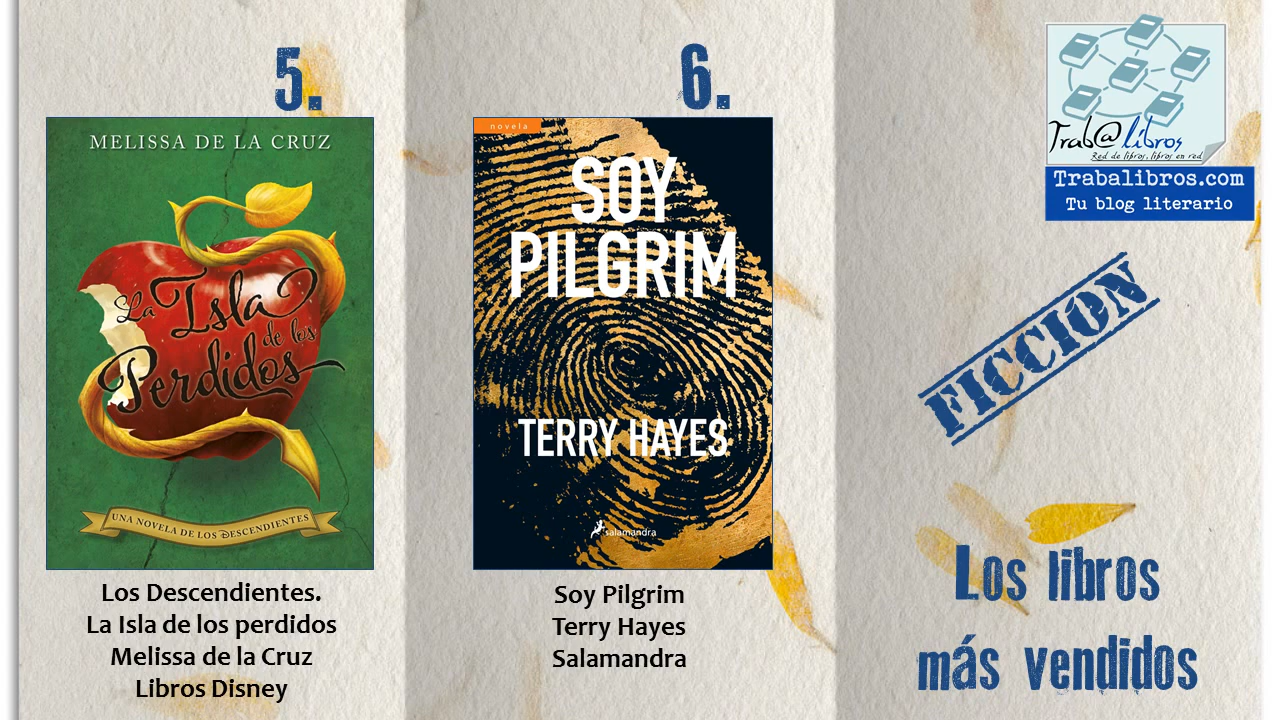 5.
MELISSA DE LA CRUZ
La Isla
de los
Perdidos
UNA NOVELA DE LOS DESCENDIENTES
Los Descendientes.
La Isla de los perdidos
Melissa de la Cruz
Libros Disney
6.
novela
SOY
PILGRIM
TERRY HAYES
salamandra
Soy Pilgrim
Terry Hayes
Salamandra
Trab@libros
Red de libros, libros en red
Trabalibros.com
Tu blog literario
FICCIÓN
Los libros
más vendidos